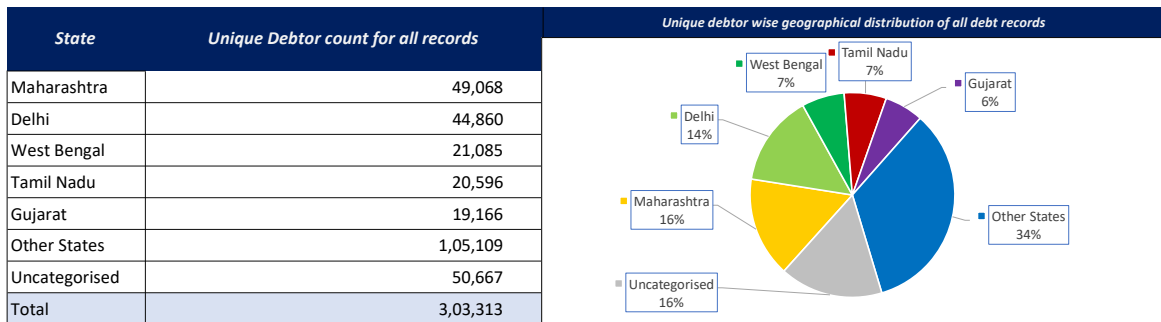 State Unique Debtor count for all records
Maharashtra 49,068
Delhi 44,860
West Bengal 21,085
Tamil Nadu 20,596
Gujarat 19,166
Other States 1,05,109
Uncategorised 50,667
Total 3,03,313
Unique debtor wise geographical distribution of all debt records
Tamil Nadu
7%
West Bengal
7%
Gujarat
6%
Delhi
14%
Maharashtra
16%
Other States
34%
Uncategorised
16%